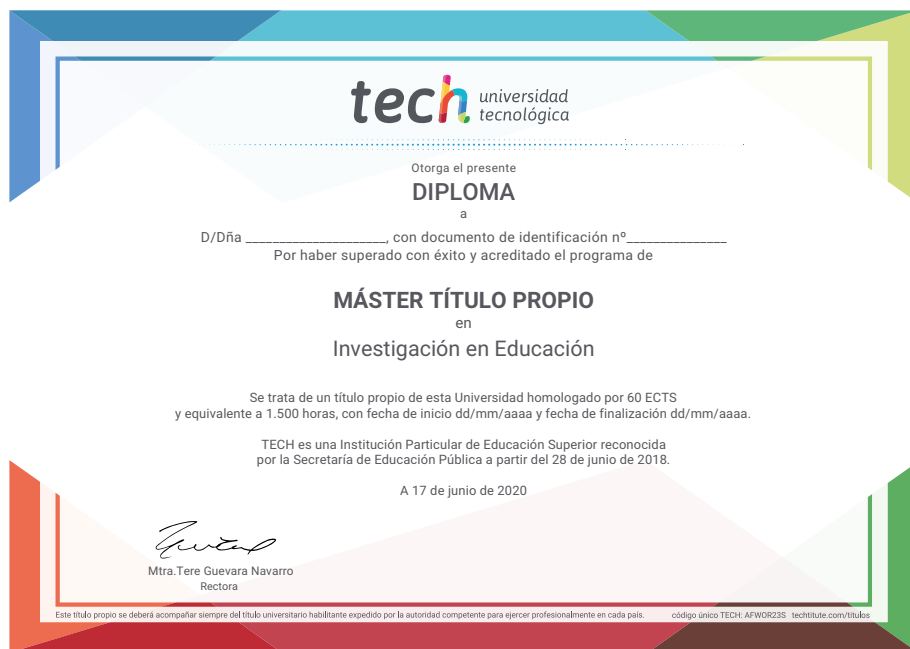 tech universidad
tecnológica
Otorga el presente
DIPLOMA
a
D/Dña _____________________, con documento de identificación nº_______________
Por haber superado con éxito y acreditado el programa de
MÁSTER TÍTULO PROPIO
en
Investigación en Educación
Se trata de un título propio de esta Universidad homologado por 60 ECTS
y equivalente a 1.500 horas, con fecha de inicio dd/mm/aaaa y fecha de finalización dd/mm/aaaa.
TECH es una Institución Particular de Educación Superior reconocida
por la Secretaría de Educación Pública a partir del 28 de junio de 2018.
A 17 de junio de 2020
Mtra.Tere Guevara Navarro
Rectora
Este título propio se deberá acompañar siempre del título universitario habilitante expedido por la autoridad competente para ejercer profesionalmente en cada país. código único TECH: AFWOR23S techtitute.com/títulos